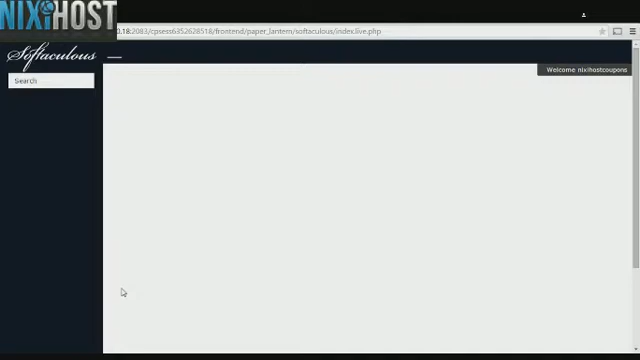 NIXIHOST
0.18:2083/cpsess6352628518/frontend/paper_lantern/softaculous/index.live.php
Softaculous
Welcome nixihostcoupons
Search